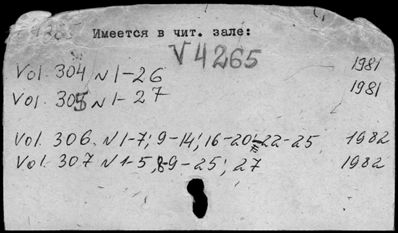 Имеется в чит. зале:
V4265
Vol. 304, N 1-26 1981
Vol. 305 N 1-27 1981
Vol. 306. N 1-7; 9-14; 16-20; 22-25 1982
Vol. 307 N 1-5, 8-9-25; 27 1982